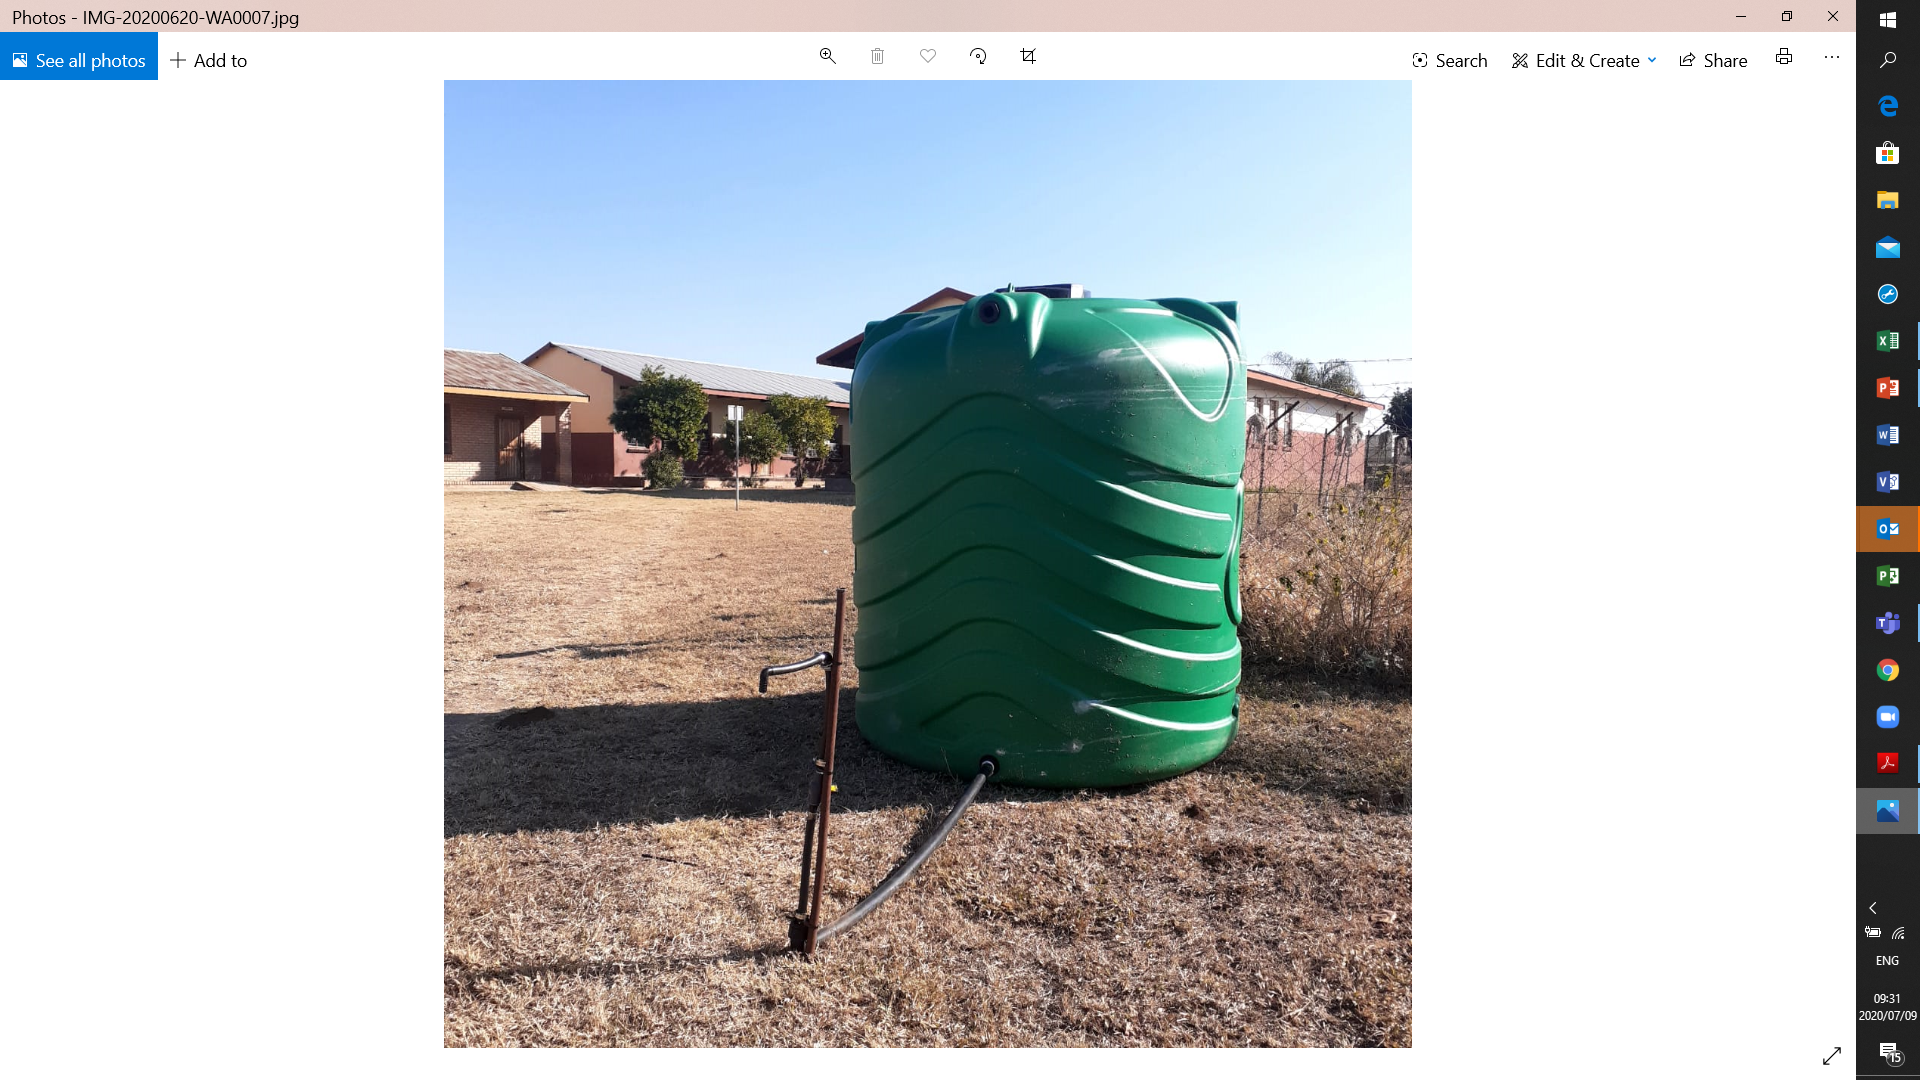 Photos - IMG-20200620-WA0007.jpg
See all photos
Add to
Search
Edit & Create
Share
ENG
09:31
2020/07/09
15